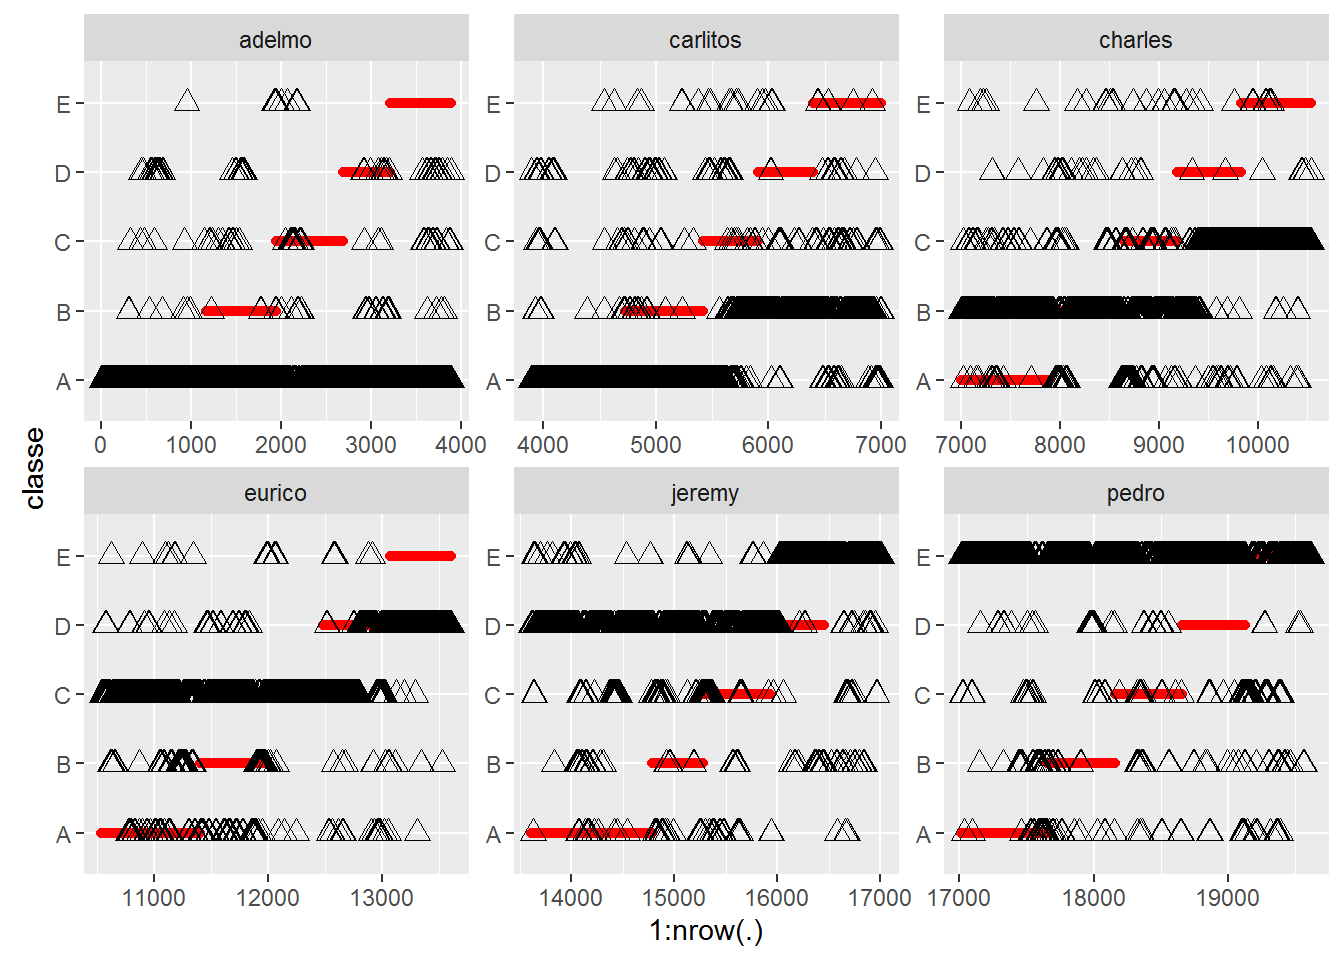 adelmo carlitos charles
E E E
D D D
C C C
B B B
A A A
0 1000 2000 3000 4000 4000 5000 6000 7000 7000 8000 9000 10000
classe
eurico jeremy pedro
E E E
D D D
C C C
B B B
A A A
11000 12000 13000 14000 15000 16000 17000 17000 18000 19000
1:nrow(.)